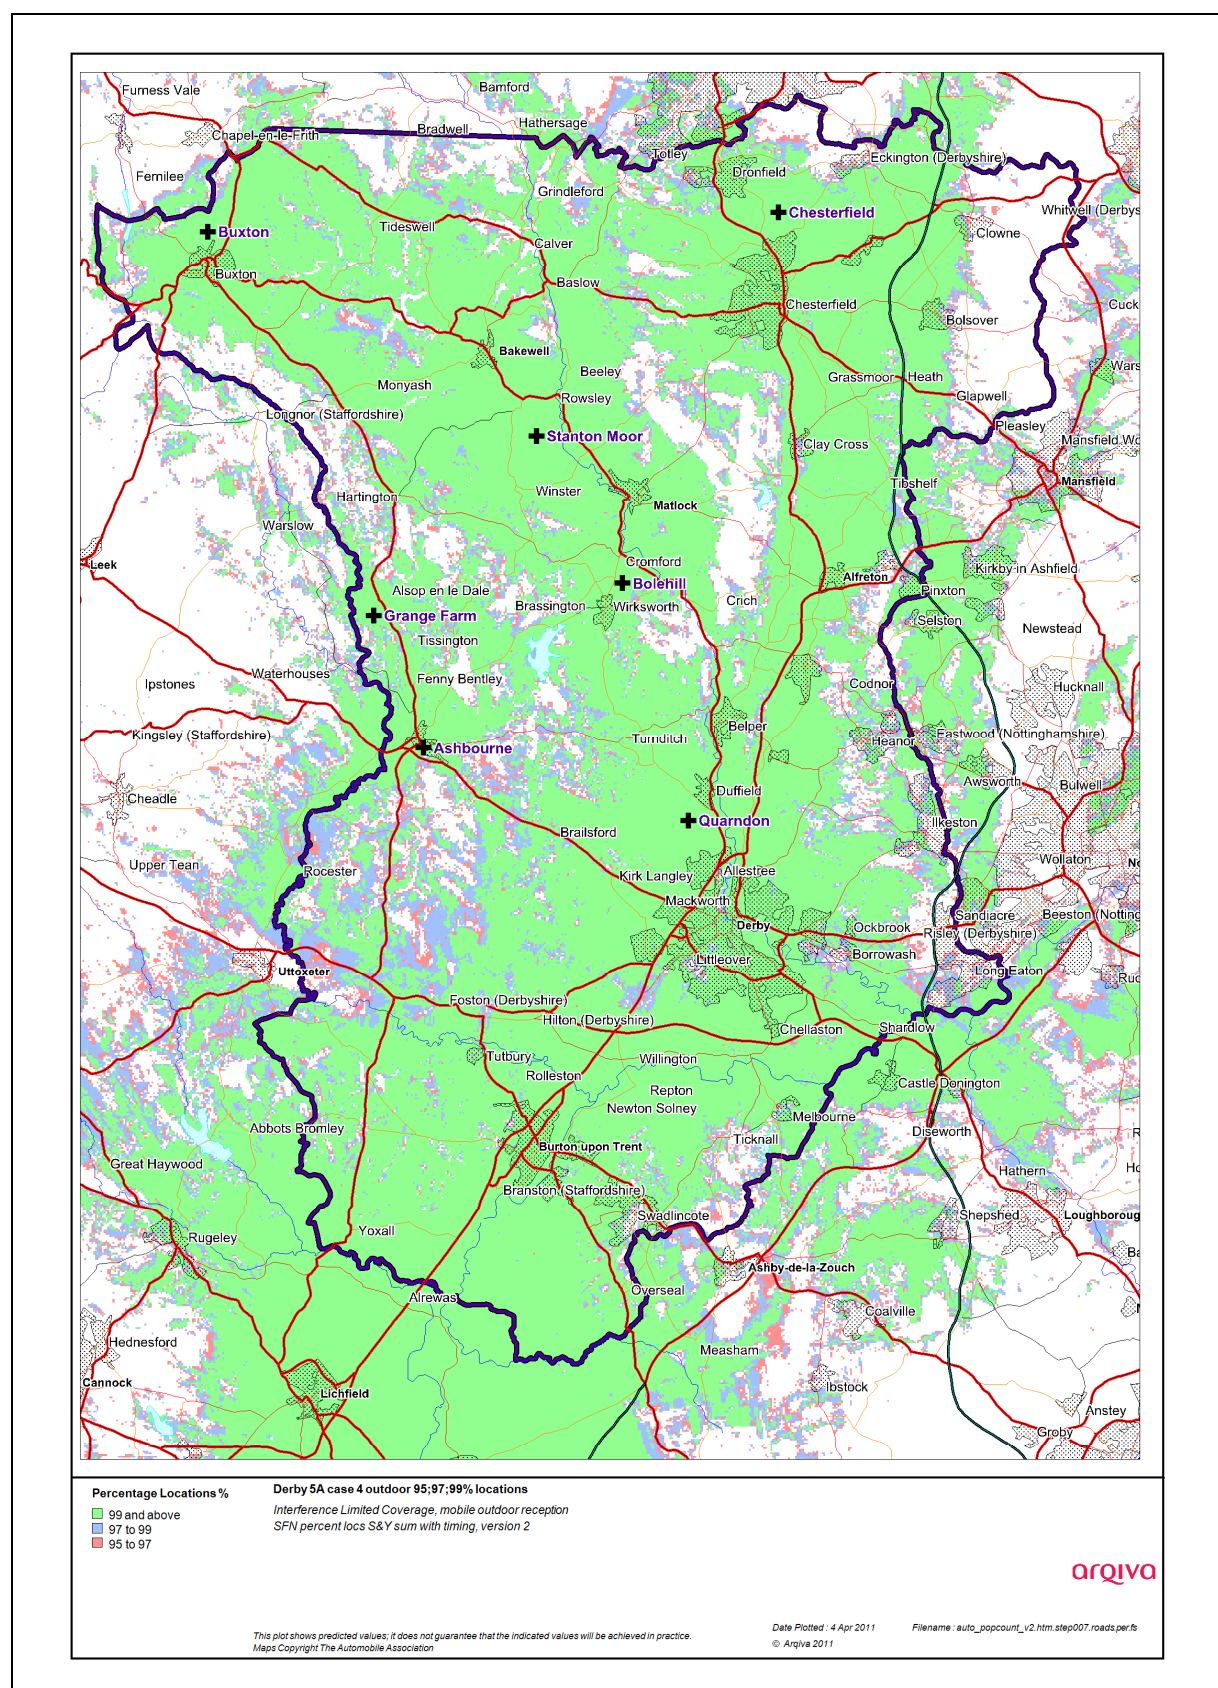 Furness Vale
Bamford
Hathersage
Chapel-en-le-Frith
Bradwell
Totley
Eckington (Derbyshire)
Fernilee
Dronfield
Grindleford
Whitwell (Derbys
Chesterfield
Buxton
Tideswell
Clowne
Calver
Buxton
Baslow
Chesterfield
Cuck
Bolsover
Bakewell
Beeley
Wars
Monyash
Grassmoor
Heath
Rowsley
Glapwell
Longnor (Staffordshire)
Pleasley
Stanton Moor
Clay Cross
Mansfield Wo
Tibshelf
Mansfield
Winster
Hartington
Matlock
Warslow
Leek
Cromford
Kirkby in Ashfield
Alfreton
Bolehill
Alsop en le Dale
Pinxton
Brassington
Wirksworth
Crich
Grange Farm
Selston
Newstead
Tissington
Waterhouses
Fenny Bentley
Ipstones
Codnor
Hucknall
Kingsley (Staffordshire)
Belper
Turnditch
Heanor
Eastwood (Nottinghamshire)
Ashbourne
Awsworth
Bulwell
Duffield
Cheadle
Quarndon
Ilkeston
Brailsford
Upper Tean
Wollaton
No
Rocester
Kirk Langley
Allestree
Mackworth
Sandiacre
Beeston (Notting
Derby
Ockbrook
Risley (Derbyshire)
Borrowash
Littleover
Uttoxeter
Long Eaton
Rud
Foston (Derbyshire)
Hilton (Derbyshire)
Chellaston
Shardlow
Tutbury
Willington
Rolleston
Castle Donington
Repton
Newton Solney
Melbourne
Abbots Bromley
Ticknall
Diseworth
R
Burton upon Trent
Great Haywood
Hathern
Ho
Branston (Staffordshire)
Swadlincote
Shepshed
Loughboroug
Yoxall
Rugeley
Ba
Ashby-de-la-Zouch
Overseal
Alrewas
Coalville
Hednesford
Measham
Cannock
Lichfield
Ibstock
Anstey
Groby
Percentage Locations %
99 and above
97 to 99
95 to 97
Derby 5A case 4 outdoor 95;97;99% locations
Interference Limited Coverage, mobile outdoor reception
SFN percent locs S&Y sum with timing, version 2
arqiva
This plot shows predicted values; it does not guarantee that the indicated values will be achieved in practice.
Maps Copyright The Automobile Association
Date Plotted : 4 Apr 2011
© Arqiva 2011
Filename : auto_popcount_v2.htm.step007.roads.per.fs